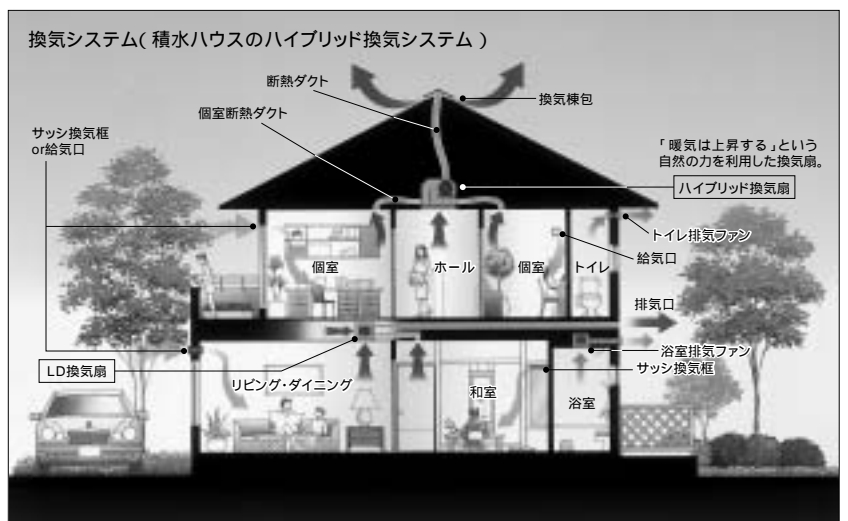 換気システム(積水ハウスのハイブリッド換気システム)
断熱ダクト
換気棟包
個室断熱ダクト
サッシ換気框
or給気口
「暖気は上昇する」という
自然の力を利用した換気扇。
ハイブリッド換気扇
トイレ排気ファン
給気口
個室
ホール
個室
トイレ
排気口
浴室排気ファン
サッシ換気框
LD換気扇
リビング・ダイニング
和室
浴室